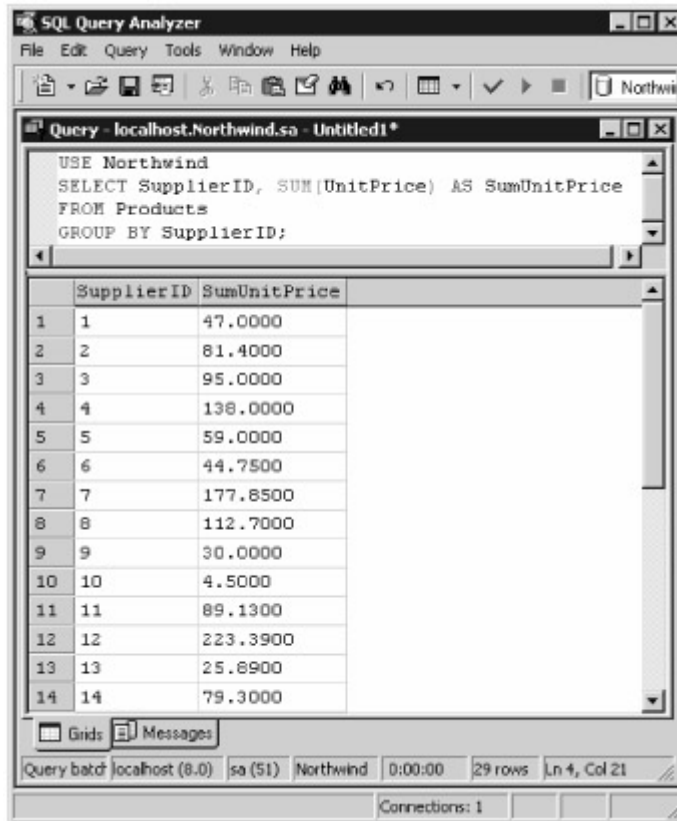 SQL Query Analyzer
File Edit Query Tools Window Help
Query - localhost.Northwind.sa - Untitled1*
USE Northwind
SELECT SupplierID, SUM(UnitPrice) AS SumUnitPrice
FROM Products
GROUP BY SupplierID;
SupplierID SumUnitPrice
1 1 47.0000
2 2 81.4000
3 3 95.0000
4 4 138.0000
5 5 59.0000
6 6 44.7500
7 7 177.8500
8 8 112.7000
9 9 30.0000
10 10 4.5000
11 11 89.1300
12 12 223.3900
13 13 25.8900
14 14 79.3000
Grids Messages
Query batch localhost (8.0) sa (51) Northwind 0:00:00 29 rows Ln 4, Col 21
Connections: 1